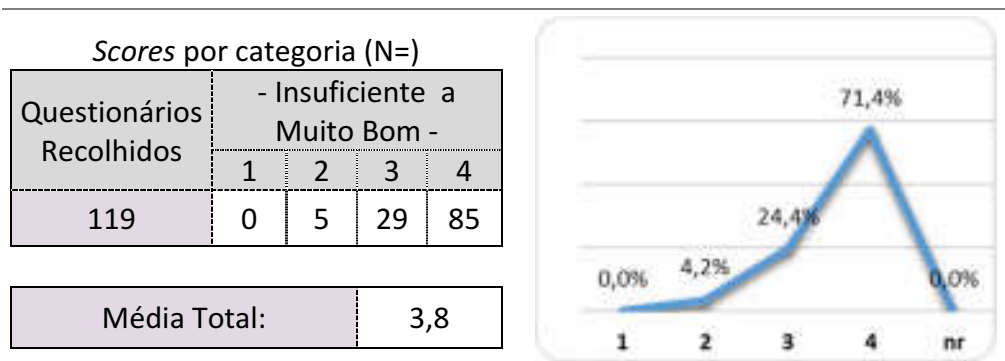 Scores por categoria (N=)
Questionários Recolhidos
- Insuficiente a
Muito Bom -
1 2 3 4
119 0 5 29 85
Média Total: 3,8
71,4%
24,4%
4,2%
0,0%
0,0%
1 2 3 4 nr